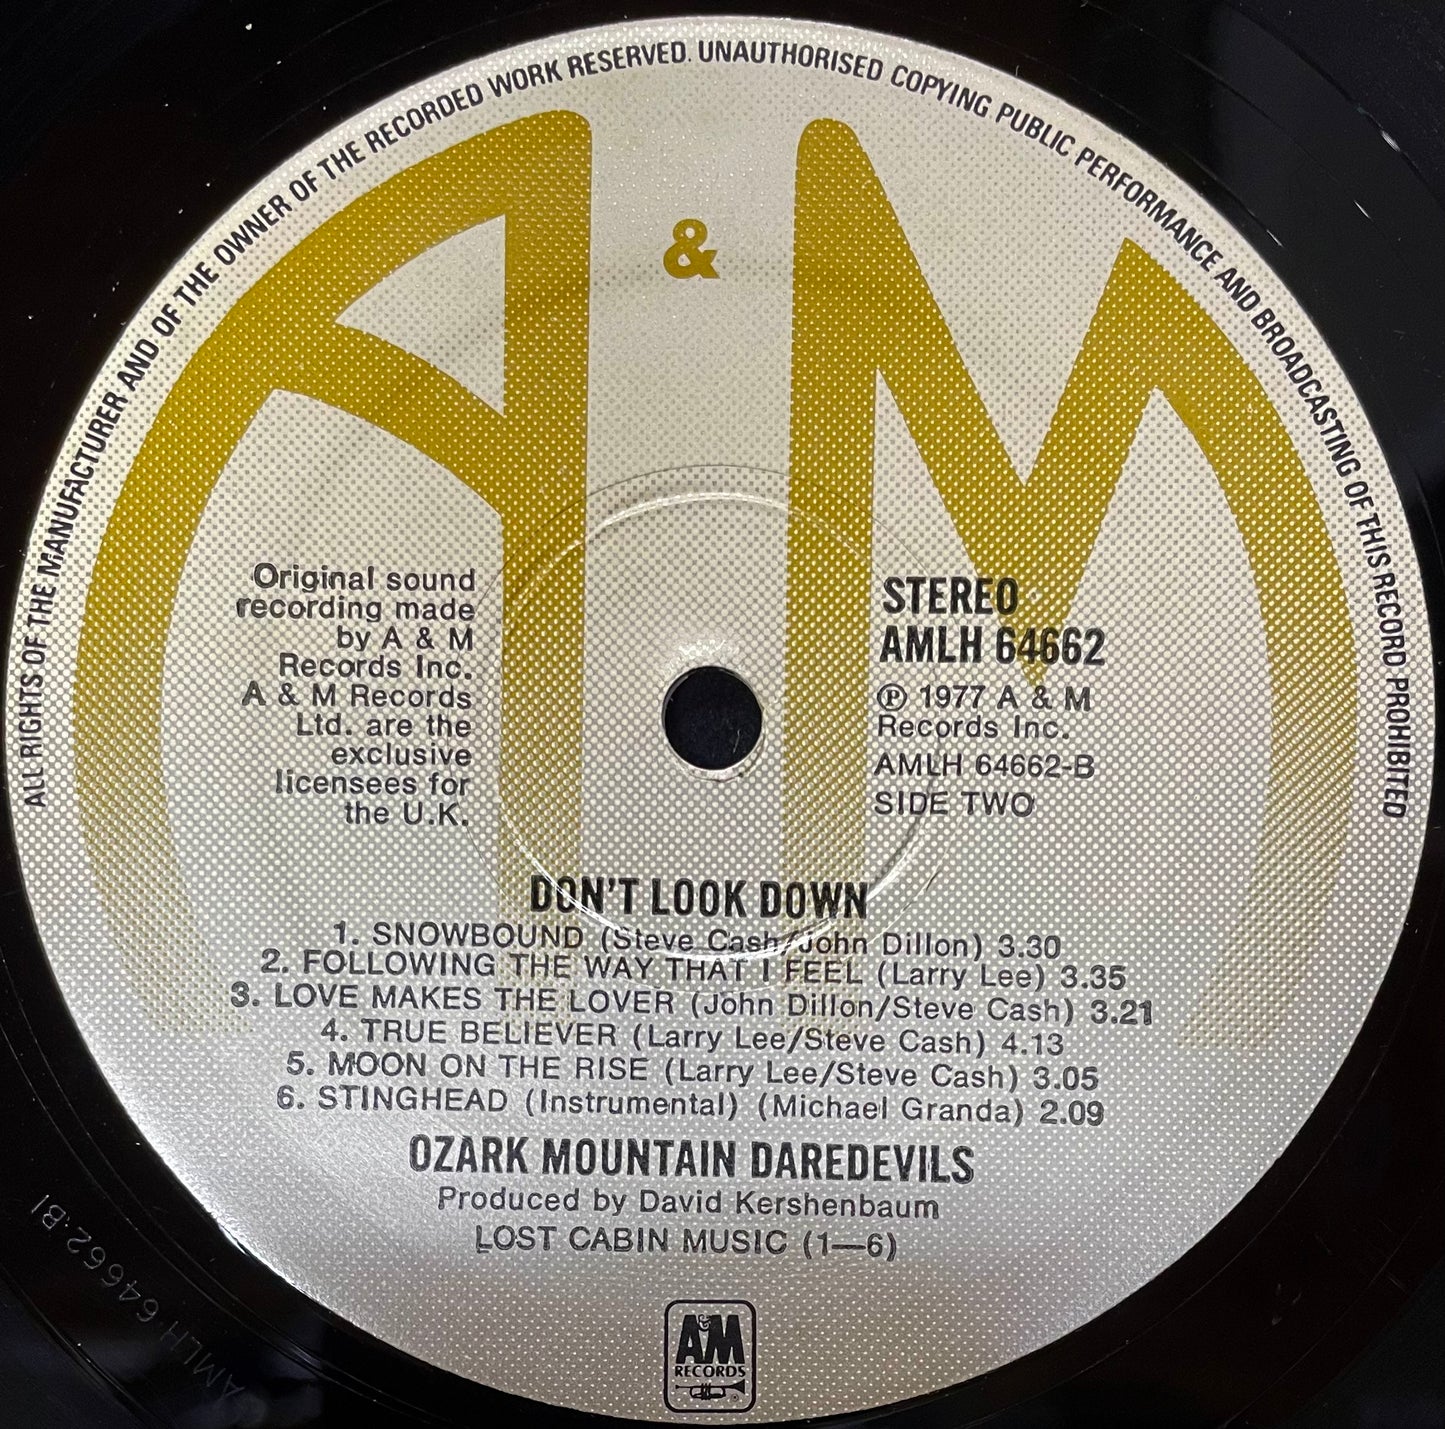 ALL RIGHTS OF THE MANUFACTURER AND OF THE OWNER OF THE RECORDED WORK RESERVED. UNAUTHORISED COPYING PUBLIC PERFORMANCE AND BROADCASTING OF THIS RECORD PROHIBITED
A & M
Original sound
recording made
by A & M
Records Inc.
A & M Records
Ltd. are the
exclusive
licensees for
the U.K.
STEREO
AMLH 64662
℗ 1977 A & M
Records Inc.
AMLH 64662-B
SIDE TWO
DON'T LOOK DOWN
1. SNOWBOUND (Steve Cash/John Dillon) 3.30
2. FOLLOWING THE WAY THAT I FEEL (Larry Lee) 3.35
3. LOVE MAKES THE LOVER (John Dillon/Steve Cash) 3.21
4. TRUE BELIEVER (Larry Lee/Steve Cash) 4.13
5. MOON ON THE RISE (Larry Lee/Steve Cash) 3.05
6. STINGHEAD (Instrumental) (Michael Granda) 2.09
OZARK MOUNTAIN DAREDEVILS
Produced by David Kershenbaum
LOST CABIN MUSIC (1—6)
A&M
RECORDS
®
AMLH·64662.B1